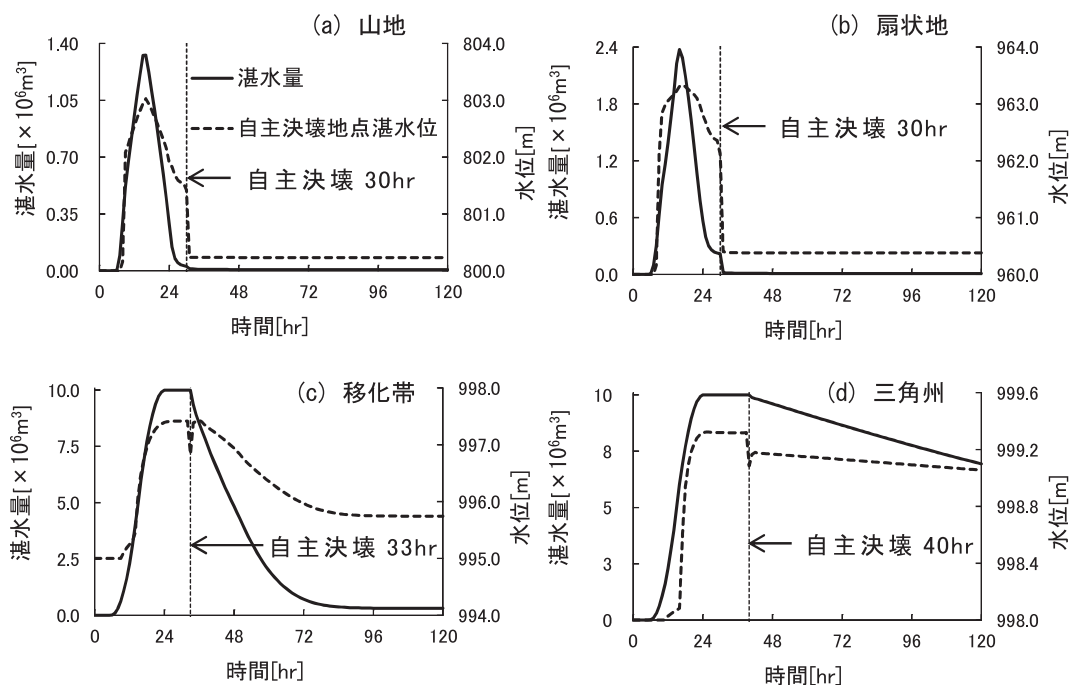 (a) 山地
湛水量[×10⁶m³]
1.40
1.05
0.70
0.35
0.00
湛水量
自主決壊地点湛水位
自主決壊 30hr
804.0
803.0
802.0
801.0
800.0
水位[m]
0 24 48 72 96 120
時間[hr]
(b) 扇状地
湛水量[×10⁶m³]
2.4
1.8
1.2
0.6
0.0
自主決壊 30hr
964.0
963.0
962.0
961.0
960.0
水位[m]
0 24 48 72 96 120
時間[hr]
(c) 移化帯
湛水量[×10⁶m³]
10.0
7.5
5.0
2.5
0.0
自主決壊 33hr
998.0
997.0
996.0
995.0
994.0
水位[m]
0 24 48 72 96 120
時間[hr]
(d) 三角州
湛水量[×10⁶m³]
10
8
5
3
0
自主決壊 40hr
999.6
999.2
998.8
998.4
998.0
水位[m]
0 24 48 72 96 120
時間[hr]